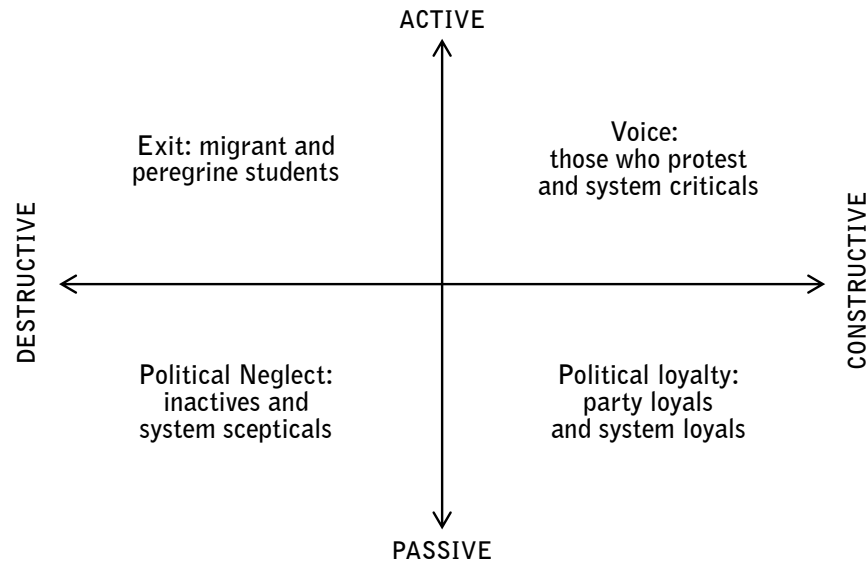 ACTIVE
Exit: migrant and
peregrine students
Voice:
those who protest
and system criticals
DESTRUCTIVE
CONSTRUCTIVE
Political Neglect:
inactives and
system scepticals
Political loyalty:
party loyals
and system loyals
PASSIVE